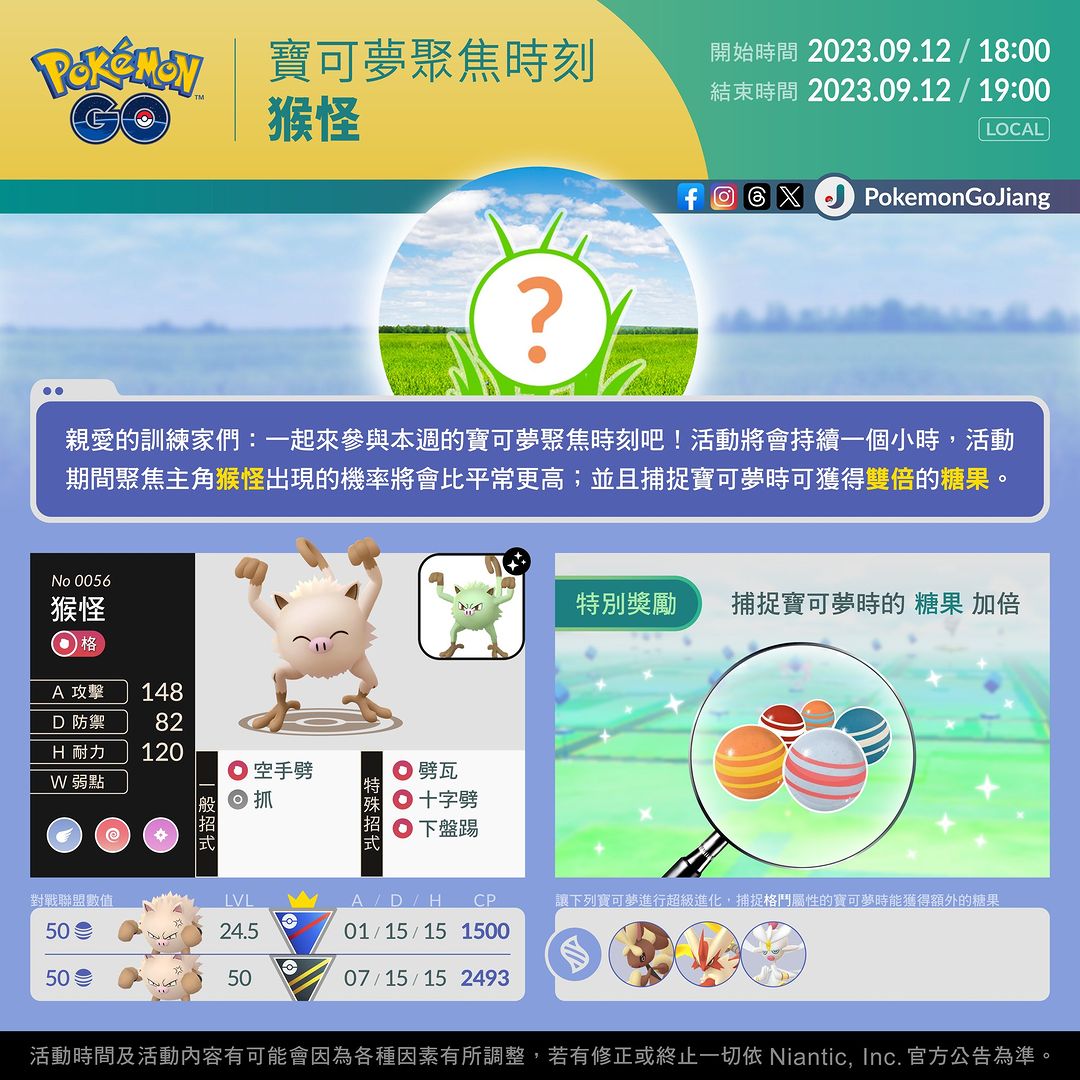 POKÉMON
GO
TM
寶可夢聚焦時刻
猴怪
開始時間 2023.09.12 / 18:00
結束時間 2023.09.12 / 19:00
LOCAL
PokemonGoJiang
?
親愛的訓練家們：一起來參與本週的寶可夢聚焦時刻吧！活動將會持續一個小時，活動
期間聚焦主角猴怪出現的機率將會比平常更高；並且捕捉寶可夢時可獲得雙倍的糖果。
No 0056
猴怪
格
A 攻擊 148
D 防禦 82
H 耐力 120
W 弱點
一般招式
空手劈
抓
特殊招式
劈瓦
十字劈
下盤踢
特別獎勵
捕捉寶可夢時的 糖果 加倍
對戰聯盟數值 LVL A / D / H CP
50 24.5 01 / 15 / 15 1500
50 50 07 / 15 / 15 2493
讓下列寶可夢進行超級進化，捕捉格鬥屬性的寶可夢時能獲得額外的糖果
活動時間及活動內容有可能會因為各種因素有所調整，若有修正或終止一切依 Niantic, Inc. 官方公告為準。